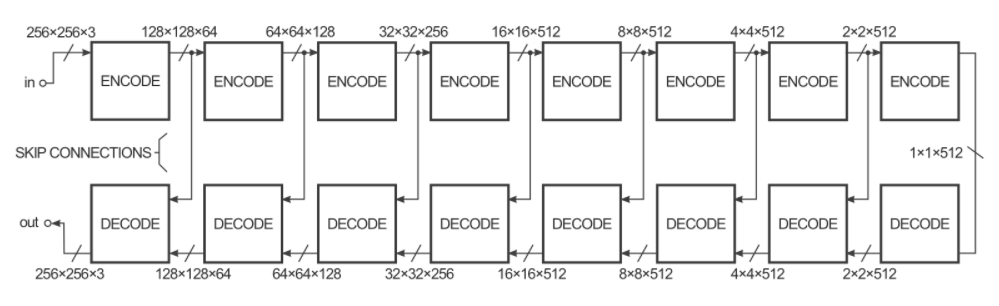 256×256×3 128×128×64 64×64×128 32×32×256 16×16×512 8×8×512 4×4×512 2×2×512
in ENCODE ENCODE ENCODE ENCODE ENCODE ENCODE ENCODE ENCODE
SKIP CONNECTIONS 1×1×512
out DECODE DECODE DECODE DECODE DECODE DECODE DECODE DECODE
256×256×3 128×128×64 64×64×128 32×32×256 16×16×512 8×8×512 4×4×512 2×2×512